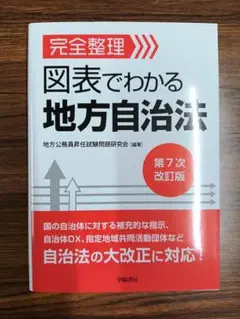 完全整理
図表でわかる
地方自治法
地方公務員昇任試験問題研究会[編著]
第7次
改訂版
国の自治体に対する補充的な指示、
自治体DX、指定地域共同活動団体など
自治法の大改正に対応!
学陽書房